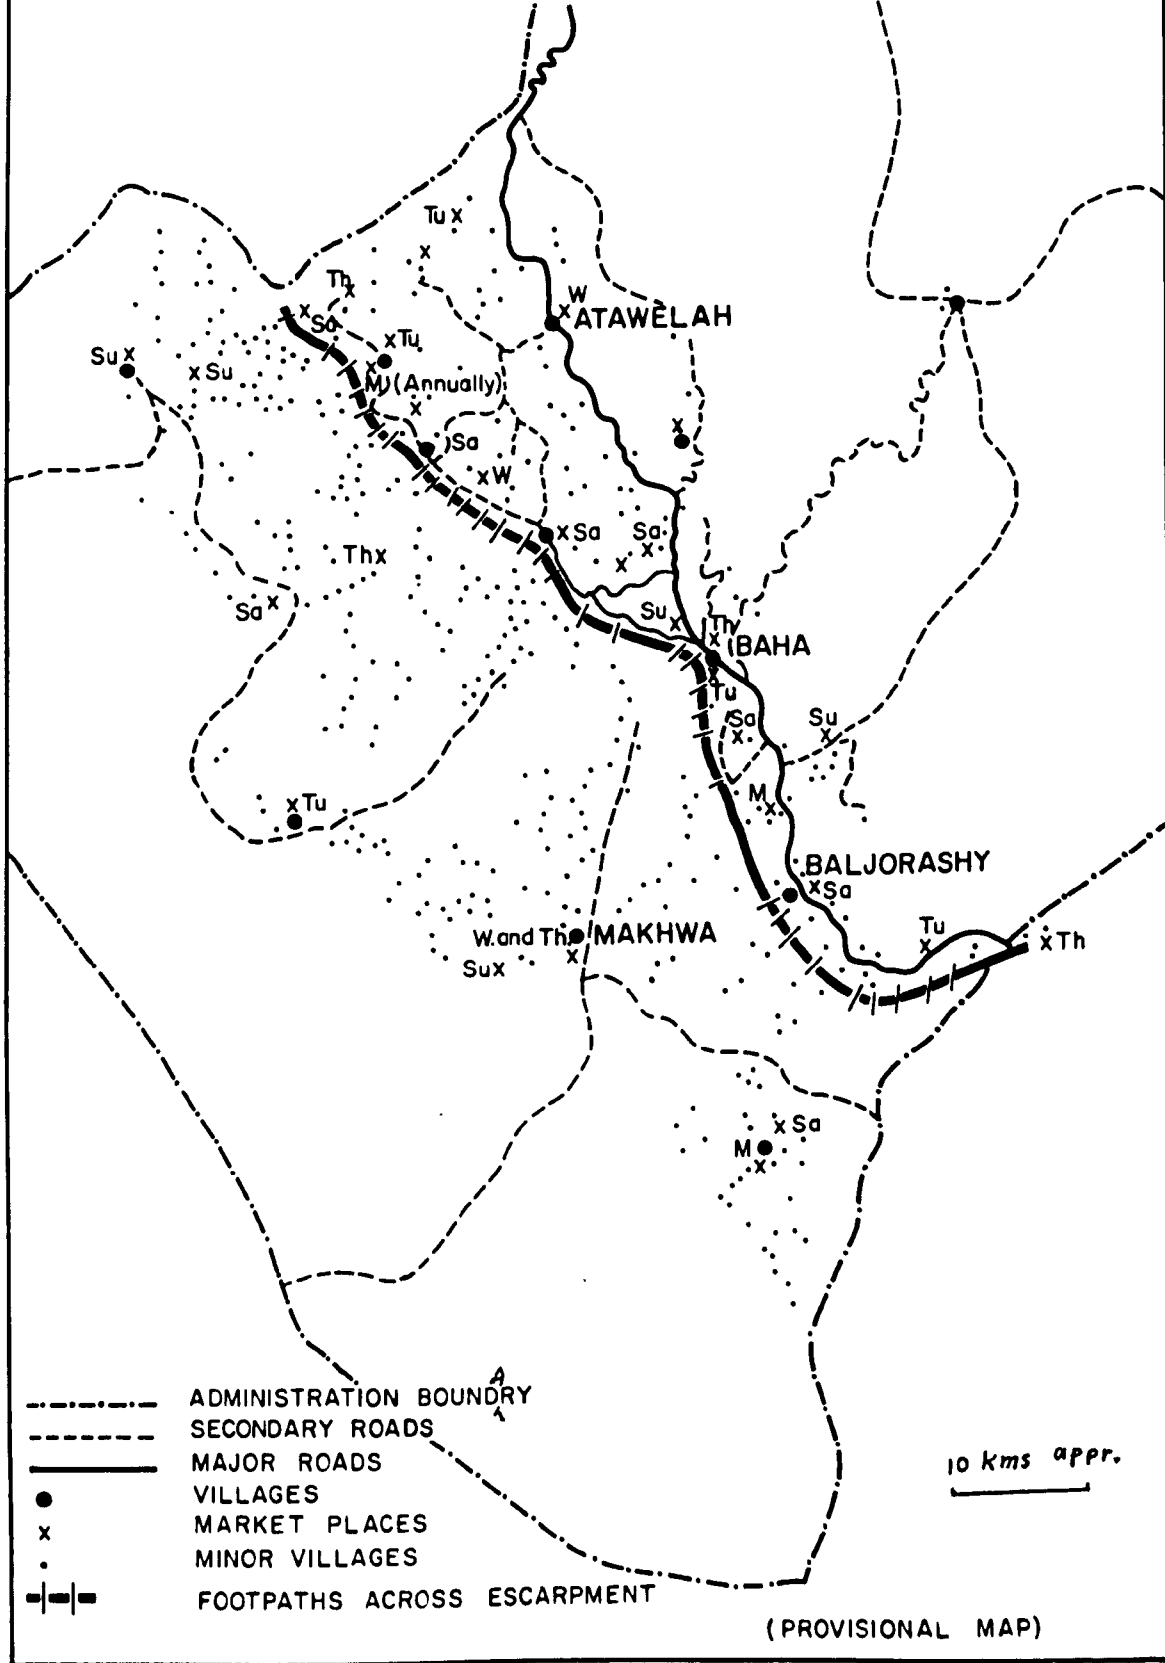 Tu x
Th x
W
x
ATAWELAH
x Sa
x Tu
Su x
x Su
x
M (Annually)
x
Sa
x W
x Sa
Sa x
x
Th x
Sa x
Su x
Th
x
BAHA
x
Tu
Sa
x
Su
x
M x
x Tu
BALJORASHY
x Sa
W. and Th.
MAKHWA
x
Su x
Tu
x
x Th
x Sa
M
x
ADMINISTRATION BOUNDRY
A
SECONDARY ROADS
MAJOR ROADS
VILLAGES
x MARKET PLACES
MINOR VILLAGES
FOOTPATHS ACROSS ESCARPMENT
10 kms appr.
(PROVISIONAL MAP)